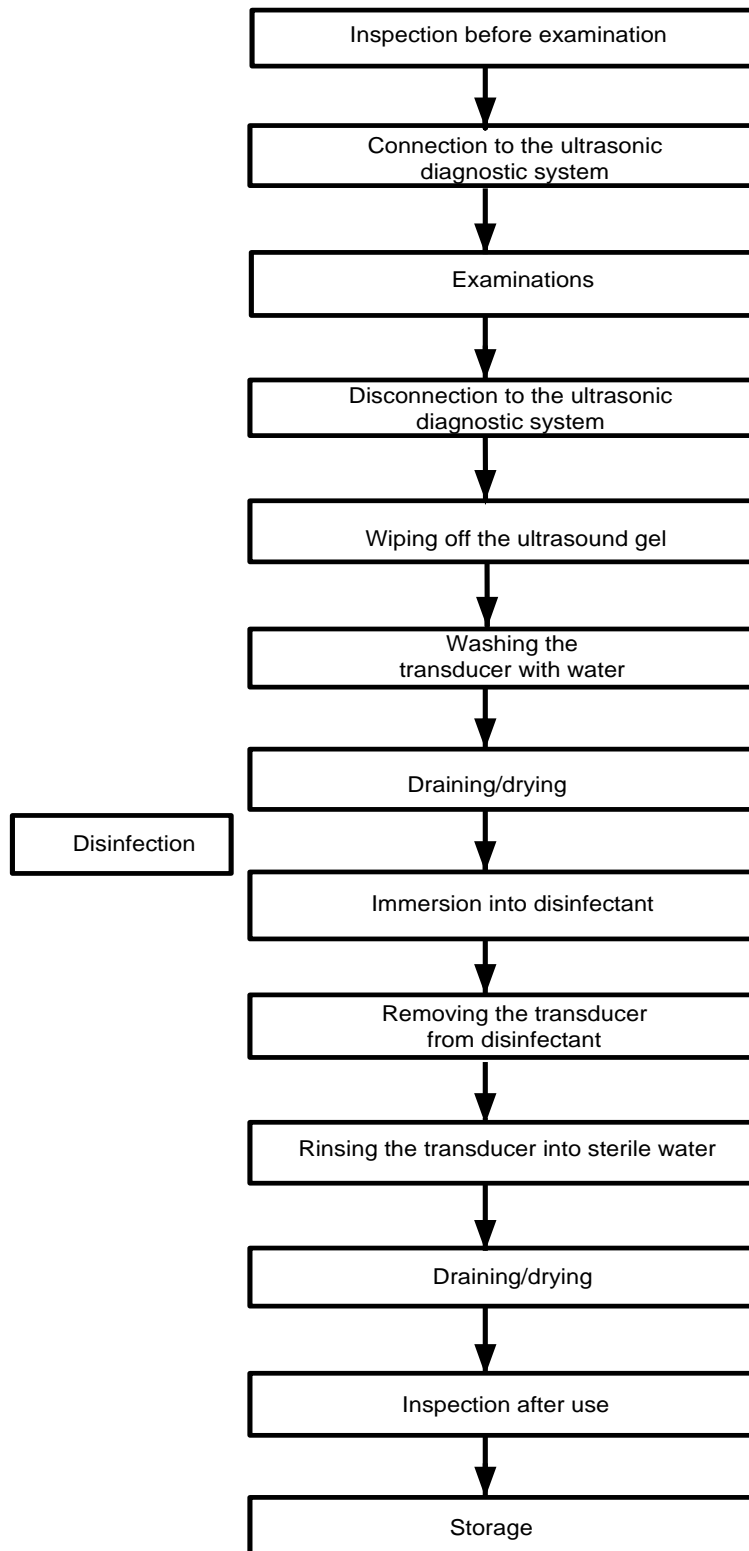 Inspection before examination
Connection to the ultrasonic
diagnostic system
Examinations
Disconnection to the ultrasonic
diagnostic system
Wiping off the ultrasound gel
Washing the
transducer with water
Draining/drying
Disinfection
Immersion into disinfectant
Removing the transducer
from disinfectant
Rinsing the transducer into sterile water
Draining/drying
Inspection after use
Storage